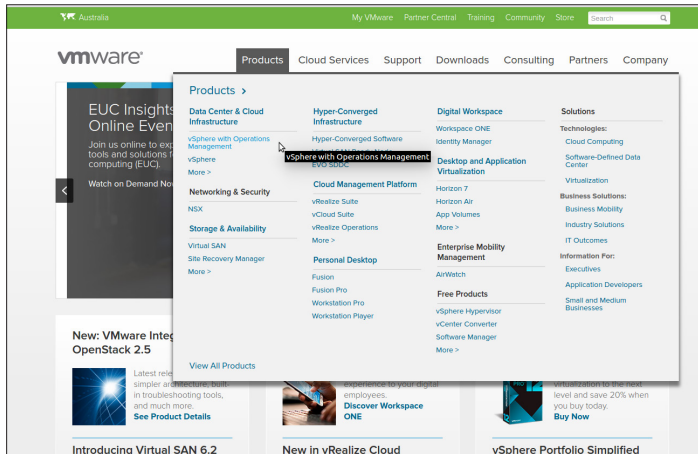 Australia
My VMware Partner Central Training Community Store Search
vmware®
Products Cloud Services Support Downloads Consulting Partners Company
EUC Insights
Online Even
Join us online to exp
tools and solutions f
computing (EUC).
Watch on Demand Now
Products >
Data Center & Cloud
Infrastructure
vSphere with Operations
Management
vSphere
More >
Networking & Security
NSX
Storage & Availability
Virtual SAN
Site Recovery Manager
More >
Hyper-Converged
Infrastructure
Hyper-Converged Software
vSphere with Operations Management
EVO SDDC
Cloud Management Platform
vRealize Suite
vCloud Suite
vRealize Operations
More >
Personal Desktop
Fusion
Fusion Pro
Workstation Pro
Workstation Player
Digital Workspace
Workspace ONE
Identity Manager
Desktop and Application
Virtualization
Horizon 7
Horizon Air
App Volumes
More >
Enterprise Mobility
Management
AirWatch
Free Products
vSphere Hypervisor
vCenter Converter
Software Manager
More >
Solutions
Technologies:
Cloud Computing
Software-Defined Data
Center
Virtualization
Business Solutions:
Business Mobility
Industry Solutions
IT Outcomes
Information For:
Executives
Application Developers
Small and Medium
Businesses
View All Products
New: VMware Integ
OpenStack 2.5
Latest rele
simpler architecture, built-
in troubleshooting tools,
and much more.
See Product Details
experience to your digital
employees.
Discover Workspace
ONE
PRO
virtualization to the next
level and save 20% when
you buy today.
Buy Now
Introducing Virtual SAN 6.2
New in vRealize Cloud
vSphere Portfolio Simplified